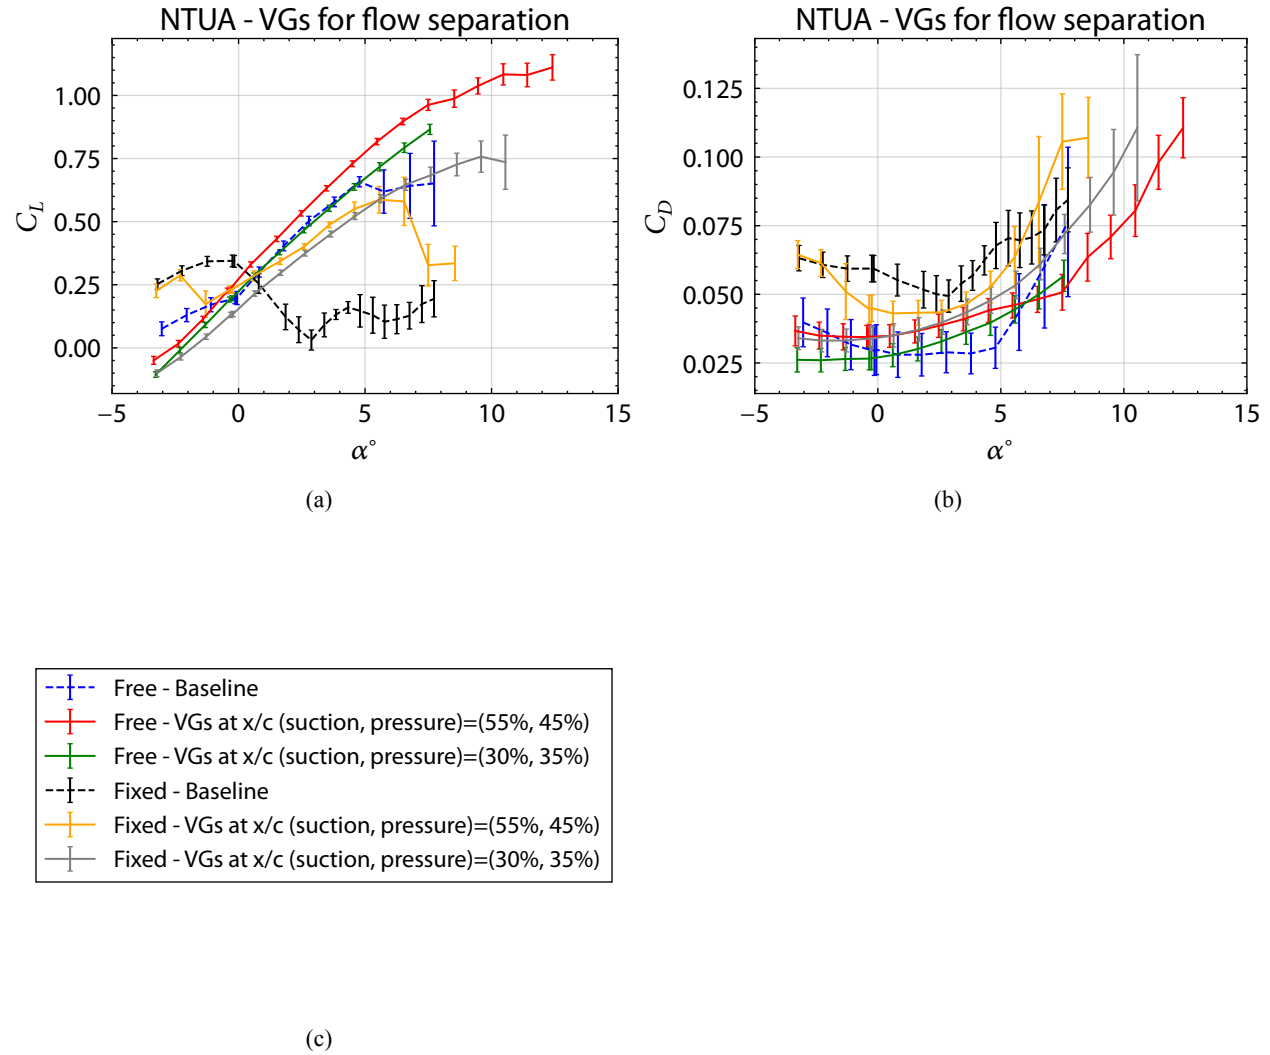 NTUA - VGs for flow separation
1.00
0.75
0.50
0.25
0.00
C_L
−5 0 5 10 15
α°
(a)
NTUA - VGs for flow separation
0.125
0.100
0.075
0.050
0.025
C_D
−5 0 5 10 15
α°
(b)
Free - Baseline
Free - VGs at x/c (suction, pressure)=(55%, 45%)
Free - VGs at x/c (suction, pressure)=(30%, 35%)
Fixed - Baseline
Fixed - VGs at x/c (suction, pressure)=(55%, 45%)
Fixed - VGs at x/c (suction, pressure)=(30%, 35%)
(c)